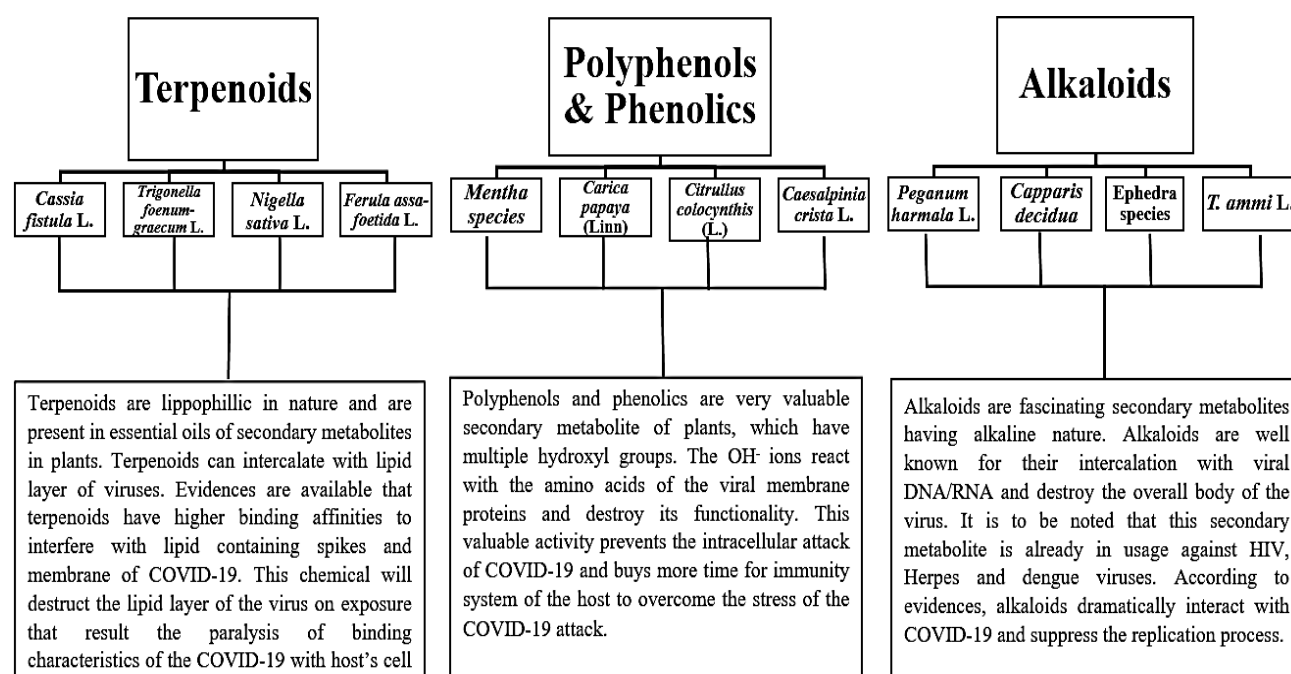 Terpenoids
Cassia
fistula L.
Trigonella
foenum-
graecum L.
Nigella
sativa L.
Ferula assa-
foetida L.
Terpenoids are lippophillic in nature and are
present in essential oils of secondary metabolites
in plants. Terpenoids can intercalate with lipid
layer of viruses. Evidences are available that
terpenoids have higher binding affinities to
interfere with lipid containing spikes and
membrane of COVID-19. This chemical will
destruct the lipid layer of the virus on exposure
that result the paralysis of binding
characteristics of the COVID-19 with host's cell
Polyphenols
& Phenolics
Mentha
species
Carica
papaya
(Linn)
Citrullus
colocynthis
(L.)
Caesalpinia
crista L.
Polyphenols and phenolics are very valuable
secondary metabolite of plants, which have
multiple hydroxyl groups. The OH- ions react
with the amino acids of the viral membrane
proteins and destroy its functionality. This
valuable activity prevents the intracellular attack
of COVID-19 and buys more time for immunity
system of the host to overcome the stress of the
COVID-19 attack.
Alkaloids
Peganum
harmala L.
Capparis
decidua
Ephedra
species
T. ammi L.
Alkaloids are fascinating secondary metabolites
having alkaline nature. Alkaloids are well
known for their intercalation with viral
DNA/RNA and destroy the overall body of the
virus. It is to be noted that this secondary
metabolite is already in usage against HIV,
Herpes and dengue viruses. According to
evidences, alkaloids dramatically interact with
COVID-19 and suppress the replication process.